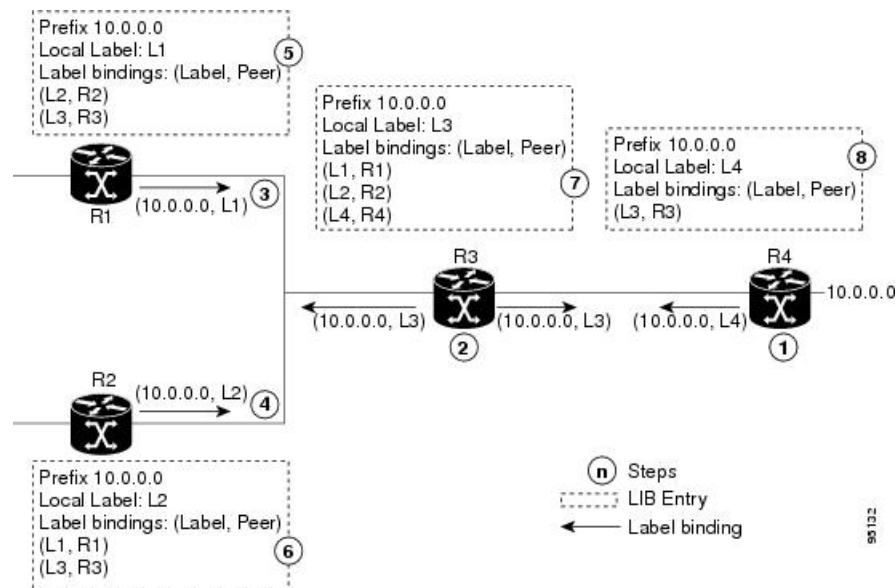 Prefix 10.0.0.0
Local Label: L1
Label bindings: (Label, Peer)
(L2, R2)
(L3, R3)
5
R1
(10.0.0.0, L1)
3
Prefix 10.0.0.0
Local Label: L3
Label bindings: (Label, Peer)
(L1, R1)
(L2, R2)
(L4, R4)
7
Prefix 10.0.0.0
Local Label: L4
Label bindings: (Label, Peer)
(L3, R3)
8
R3
R4
10.0.0.0
(10.0.0.0, L3)
(10.0.0.0, L3)
(10.0.0.0, L4)
2
1
R2
(10.0.0.0, L2)
4
Prefix 10.0.0.0
Local Label: L2
Label bindings: (Label, Peer)
(L1, R1)
(L3, R3)
6
n Steps
LIB Entry
Label binding